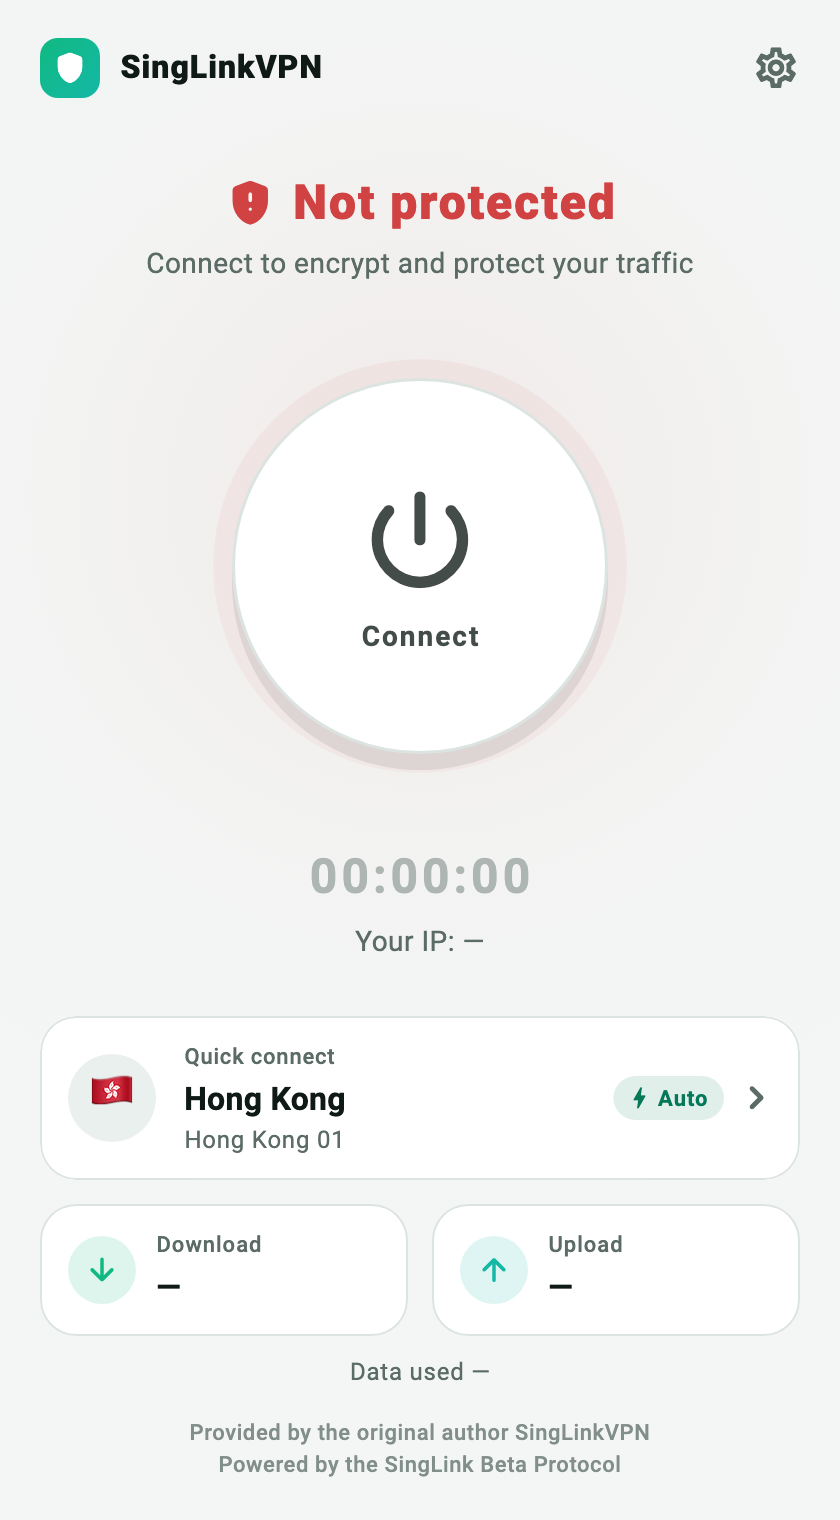 SingLinkVPN
Not protected
Connect to encrypt and protect your traffic
Connect
00:00:00
Your IP: —
Quick connect
Hong Kong
Auto
Hong Kong 01
Download
—
Upload
—
Data used —
Provided by the original author SingLinkVPN
Powered by the SingLink Beta Protocol